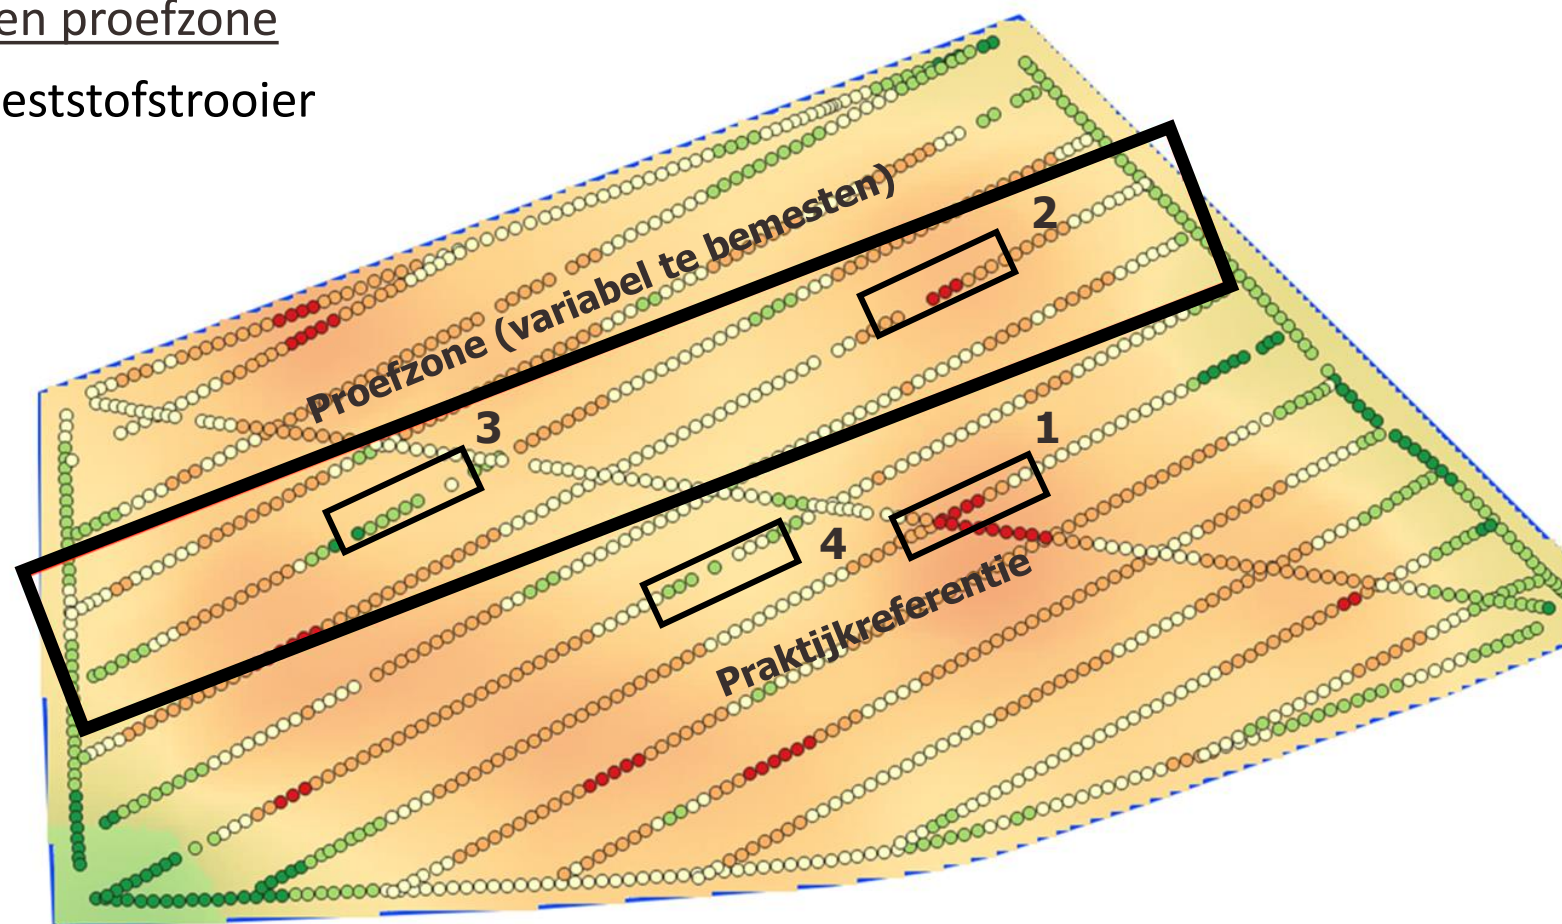 en proefzone
eststofstrooier
Proefzone (variabel te bemesten)
2
3
1
4
Praktijkreferentie